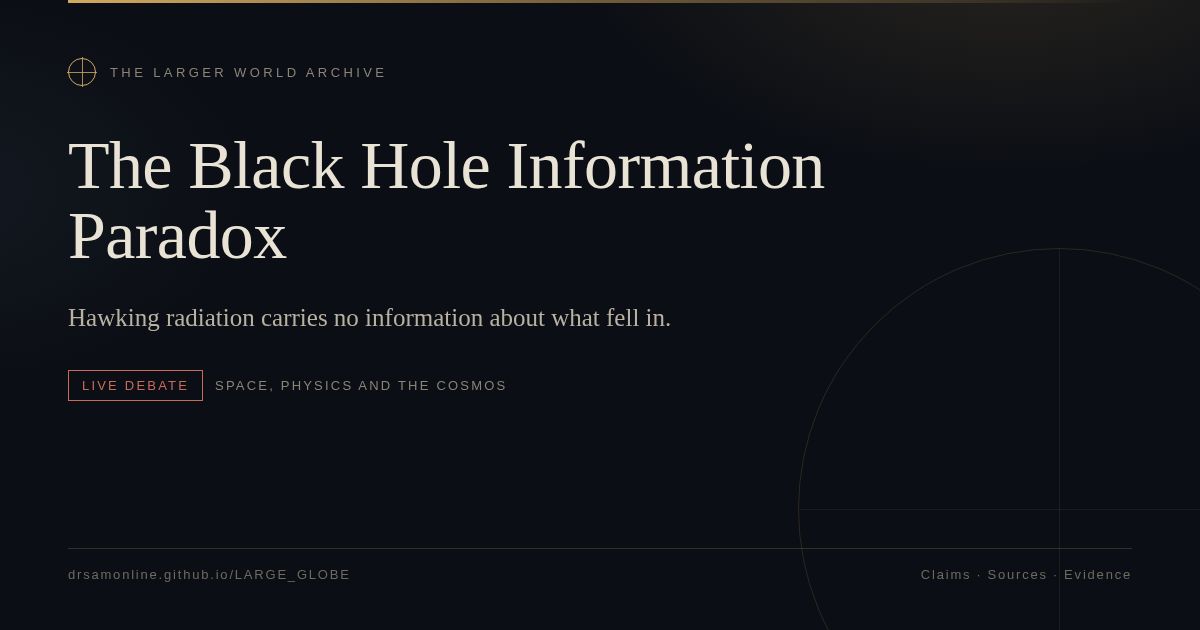 THE LARGER WORLD ARCHIVE
The Black Hole Information
Paradox
Hawking radiation carries no information about what fell in.
LIVE DEBATE SPACE, PHYSICS AND THE COSMOS
drsamonline.github.io/LARGE_GLOBE Claims · Sources · Evidence